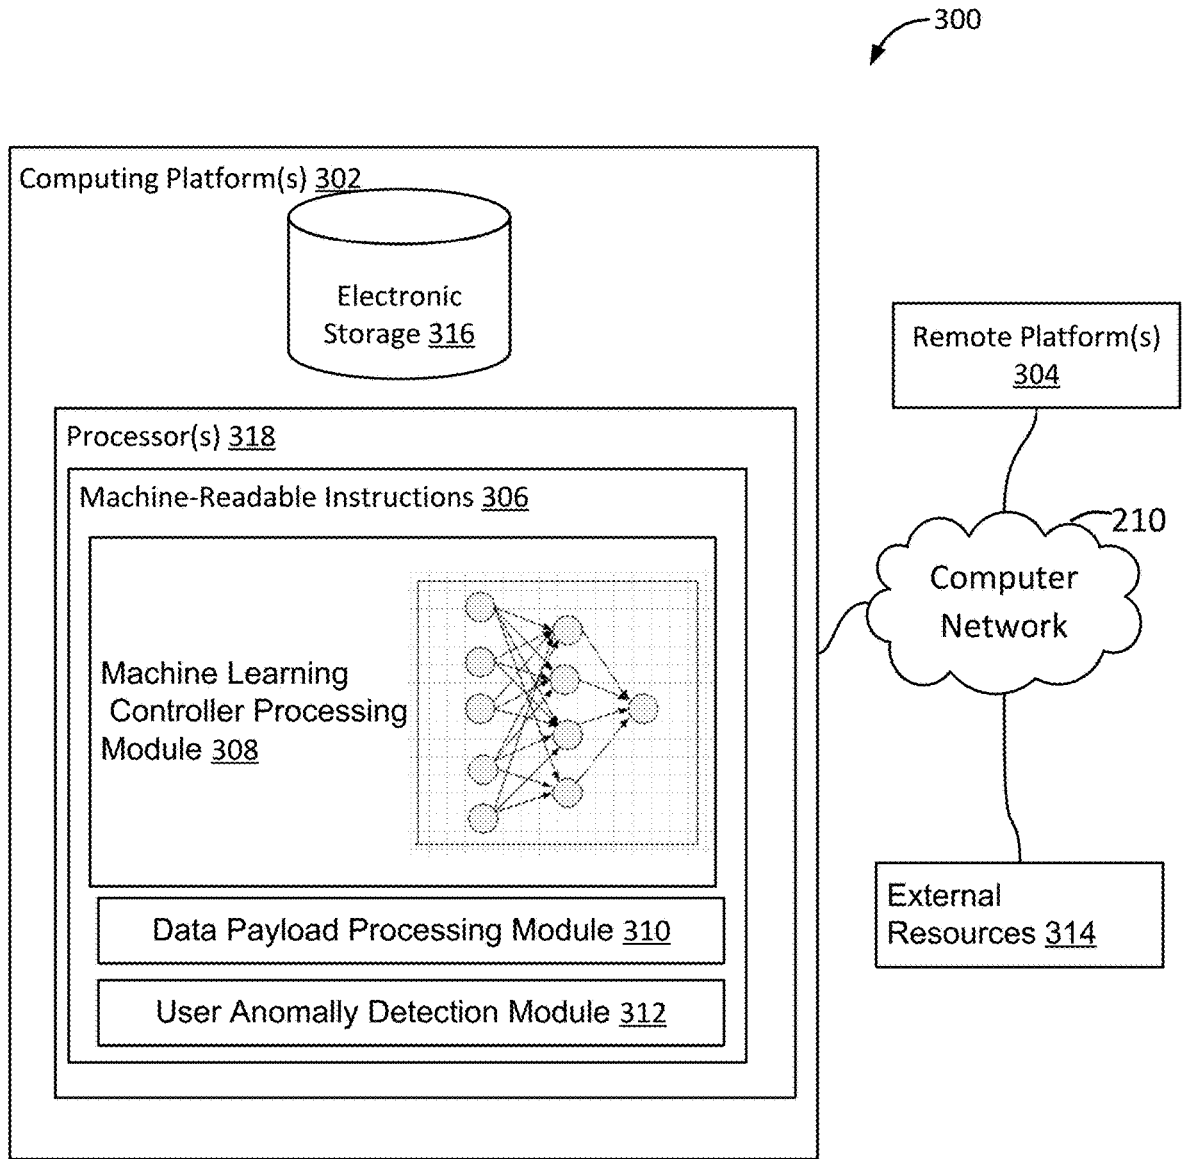 300
Computing Platform(s) 302
Electronic
Storage 316
Remote Platform(s)
304
Processor(s) 318
Machine-Readable Instructions 306
210
Computer
Network
Machine Learning
Controller Processing
Module 308
External
Resources 314
Data Payload Processing Module 310
User Anomally Detection Module 312